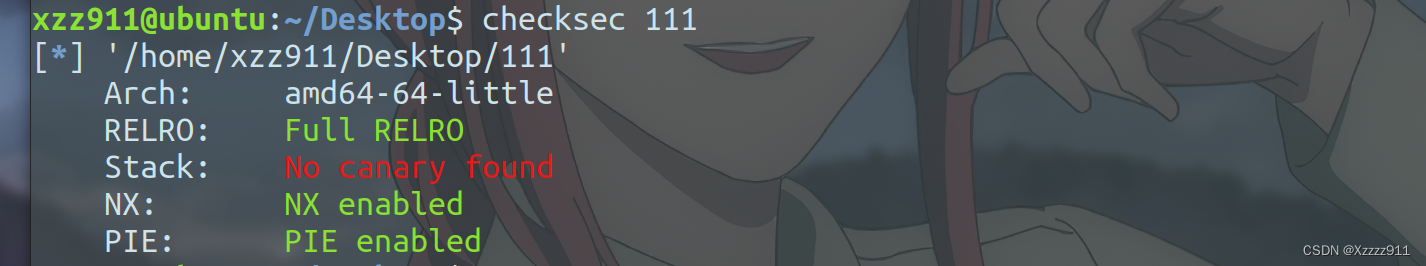 xzz911@ubuntu:~/Desktop$ checksec 111
[*] '/home/xzz911/Desktop/111'
Arch: amd64-64-little
RELRO: Full RELRO
Stack: No canary found
NX: NX enabled
PIE: PIE enabled
CSDN @Xzzzz911